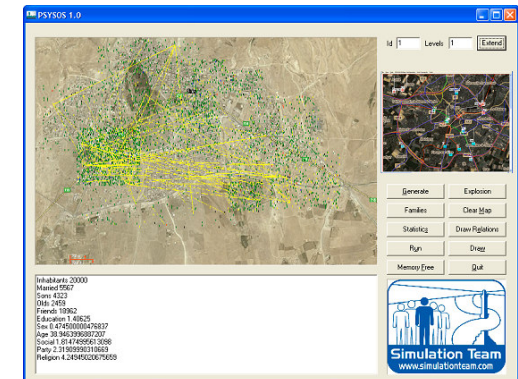 PSYSOS 1.0
Id 1 Levels 1 Extend
Generate Explosion
Families Clear Map
Statistics Draw Relations
Run Draw
Memory Free Quit
Inhabitants 20000
Married 5567
Sons 4323
Olds 2459
Friends 18962
Education 1.40625
Sex 0.474500000476837
Age 38.9463996887207
Social 1.81474995613098
Party 2.31909990310669
Religion 4.24945020675659
Simulation Team
www.simulationteam.com